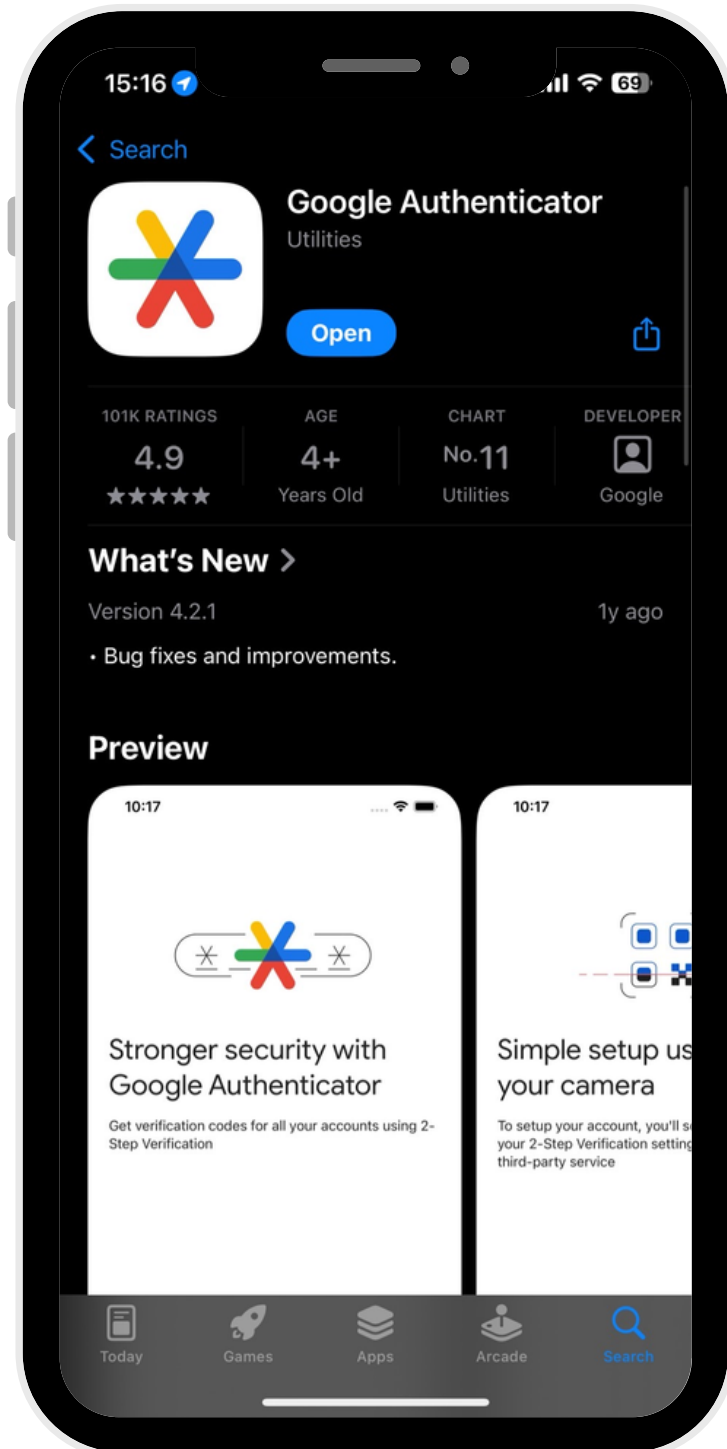 15:16
69
Search
Google Authenticator
Utilities
Open
101K RATINGS
AGE
CHART
DEVELOPER
4.9
4+
No.11
Years Old
Utilities
Google
What's New
Version 4.2.1
1y ago
• Bug fixes and improvements.
Preview
10:17
Stronger security with
Google Authenticator
Get verification codes for all your accounts using 2-
Step Verification
10:17
Simple setup us
your camera
To setup your account, you'll s
your 2-Step Verification setting
third-party service
Today
Games
Apps
Arcade
Search